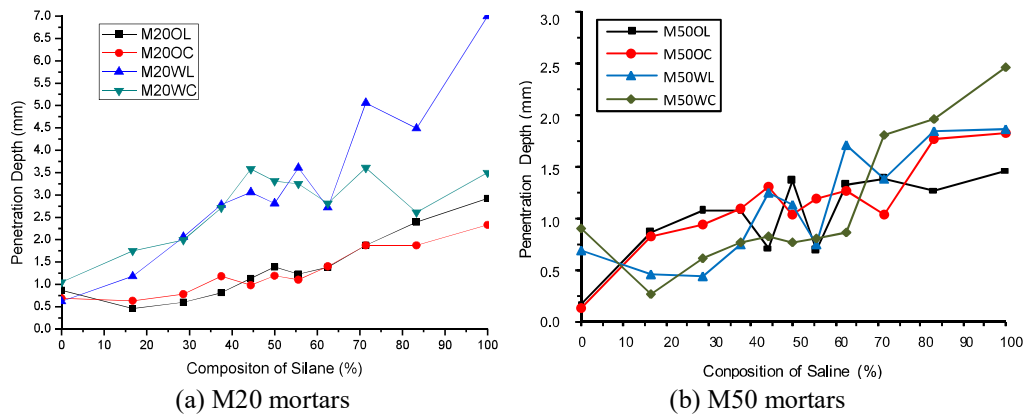 7.0
6.5
6.0
5.5
5.0
4.5
4.0
3.5
3.0
2.5
2.0
1.5
1.0
0.5
0.0
Penetration Depth (mm)
M20OL
M20OC
M20WL
M20WC
0 10 20 30 40 50 60 70 80 90 100
Compositon of Silane (%)
(a) M20 mortars
3.0
2.5
2.0
1.5
1.0
0.5
0.0
Penetration Depth (mm)
M50OL
M50OC
M50WL
M50WC
0 10 20 30 40 50 60 70 80 90 100
Conposition of Saline (%)
(b) M50 mortars